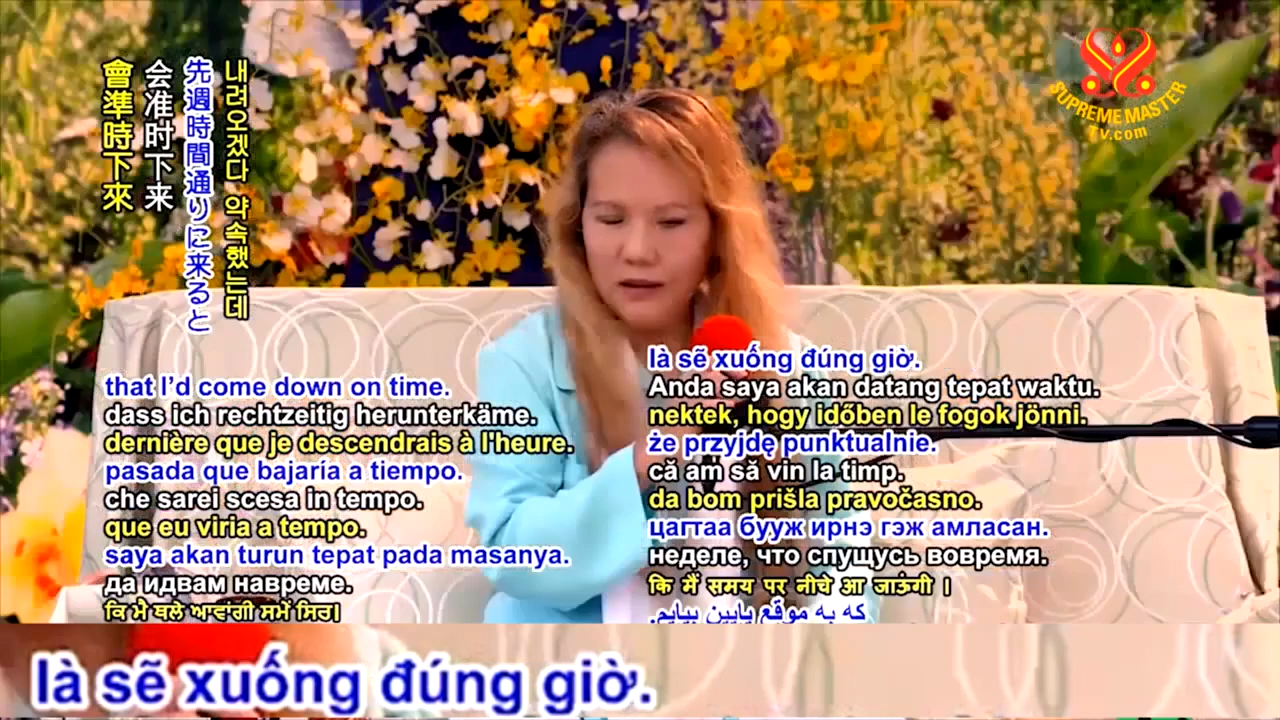 내려오겠다 약속했는데
先週時間通りに来ると
会准时下来
會準時下來
SUPREME MASTER
TV.com
that I'd come down on time.
dass ich rechtzeitig herunterkäme.
dernière que je descendrais à l'heure.
pasada que bajaría a tiempo.
che sarei scesa in tempo.
que eu viria a tempo.
saya akan turun tepat pada masanya.
да идвам навреме.
ਕਿ ਮੈ ਥਲੇ ਆਵਾਂਗੀ ਸਮੇਂ ਸਿਰ।
là sẽ xuống đúng giờ.
Anda saya akan datang tepat waktu.
nektek, hogy időben le fogok jönni.
że przyjdę punktualnie.
că am să vin la timp.
da bom prišla pravočasno.
цагтаа бууж ирнэ гэж амласан.
неделе, что спущусь вовремя.
कि मैं समय पर नीचे आ जाऊंगी ।
که به موقع پایین بیایم.
là sẽ xuống đúng giờ.